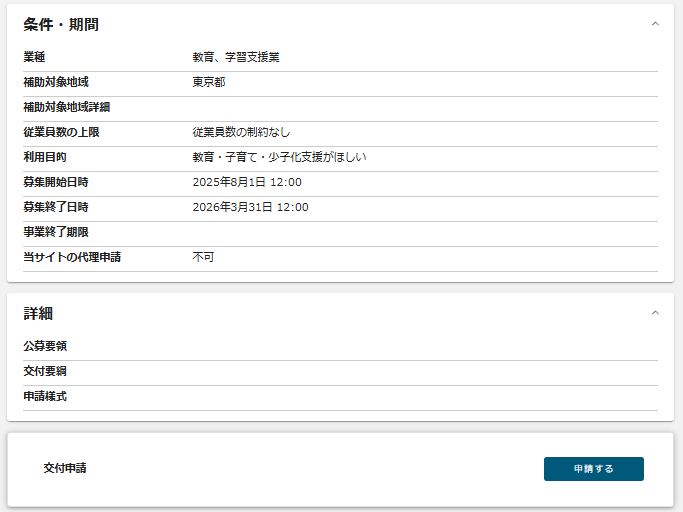 条件・期間
業種 教育、学習支援業
補助対象地域 東京都
補助対象地域詳細
従業員数の上限 従業員数の制約なし
利用目的 教育・子育て・少子化支援がほしい
募集開始日時 2025年8月1日 12:00
募集終了日時 2026年3月31日 12:00
事業終了期限
当サイトの代理申請 不可
詳細
公募要領
交付要綱
申請様式
交付申請 申請する